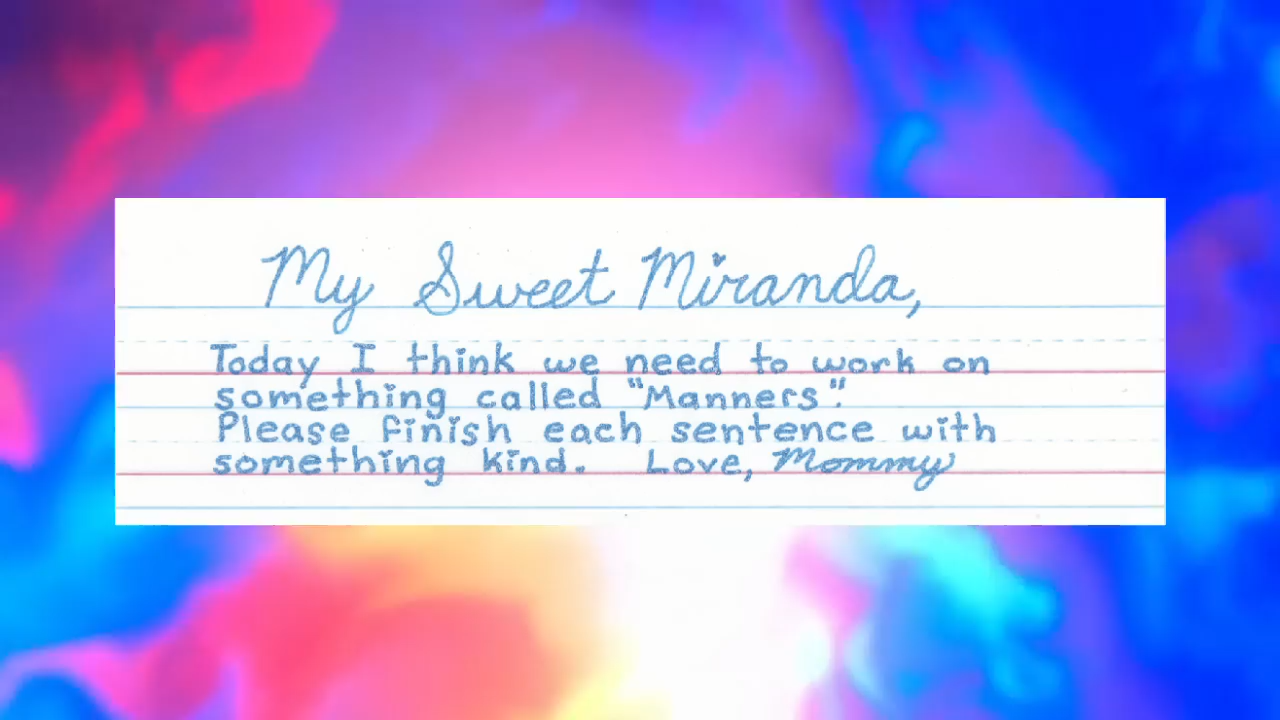 My Sweet Miranda,
Today I think we need to work on
something called "Manners".
Please finish each sentence with
something kind. Love, Mommy